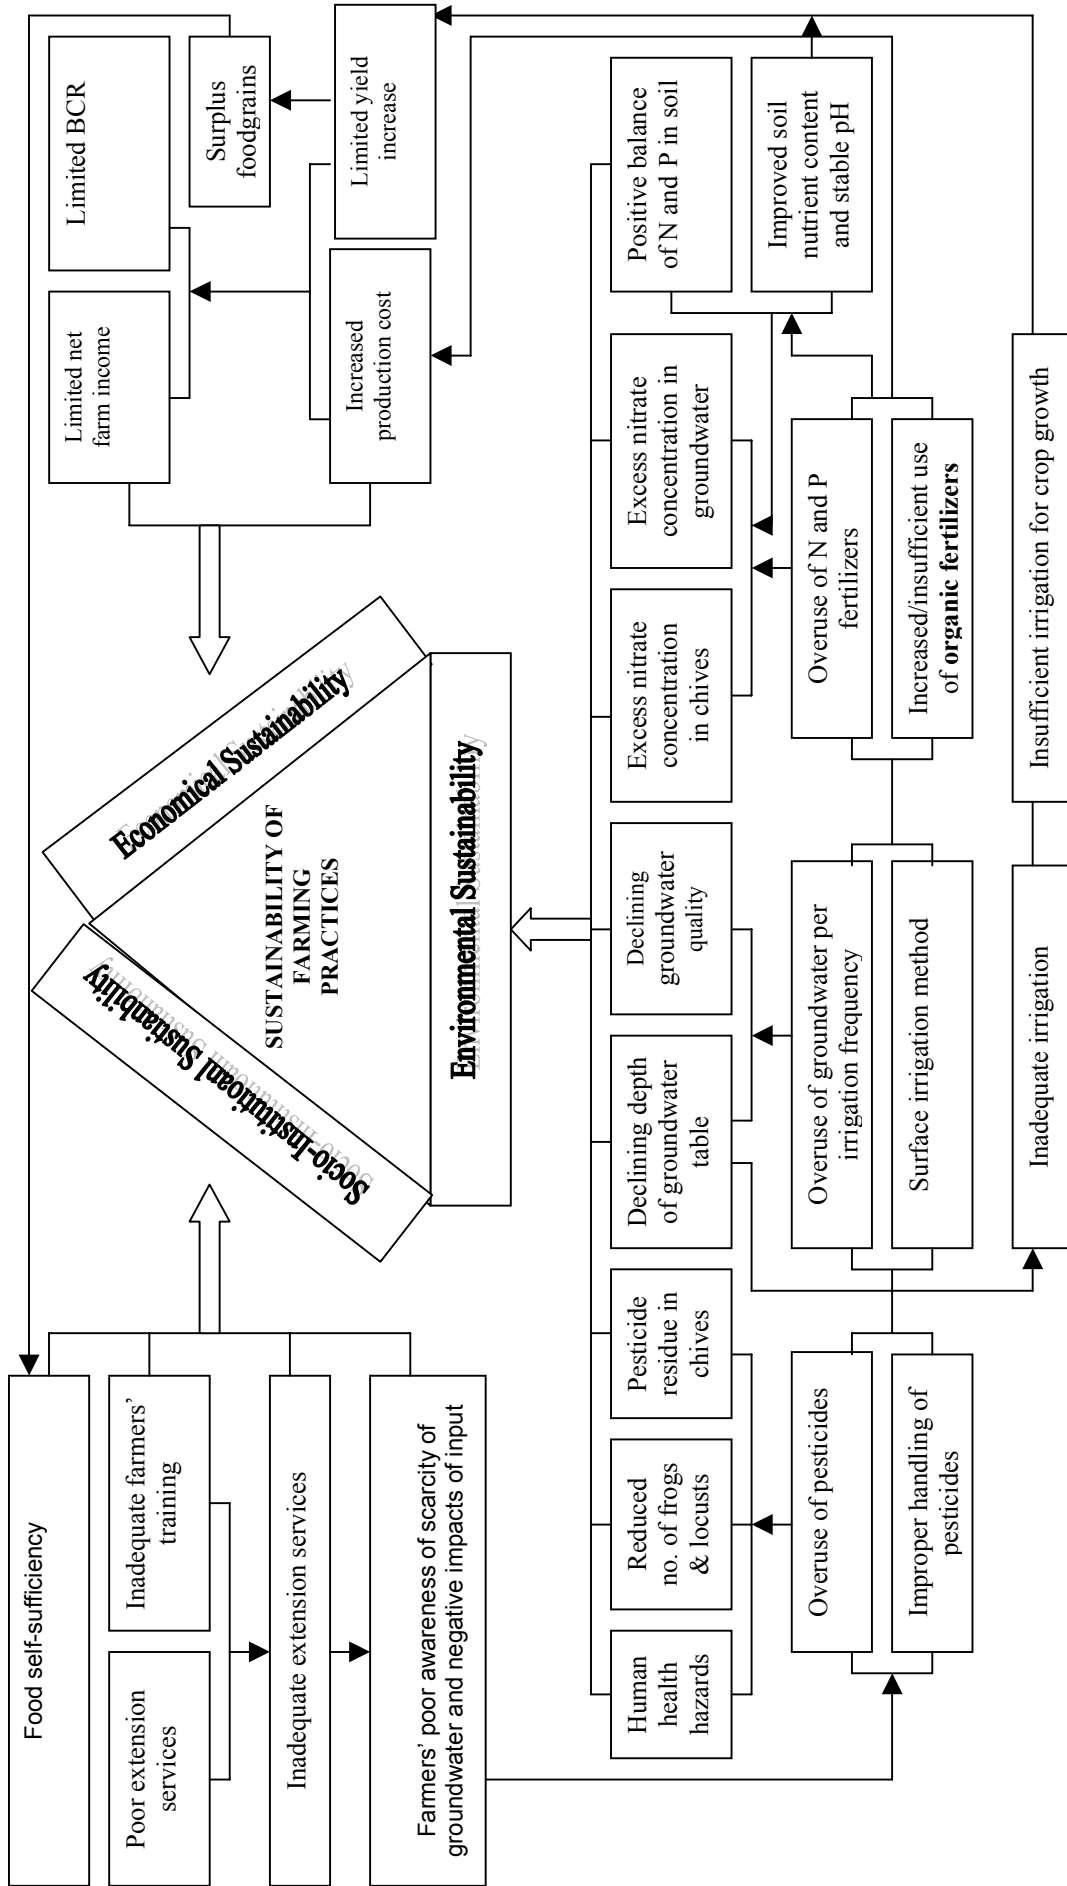 Food self-sufficiency
Poor extension
services
Inadequate farmers’
training
Inadequate extension services
Farmers’ poor awareness of scarcity of
groundwater and negative impacts of input
Socio-Institutioanl Sustianbility
Economical Sustainability
SUSTAINABILITY OF
FARMING
PRACTICES
Environmental Sustainability
Limited net
farm income
Limited BCR
Surplus
foodgrains
Increased
production cost
Limited yield
increase
Human
health
hazards
Reduced
no. of frogs
& locusts
Pesticide
residue in
chives
Declining depth
of groundwater
table
Declining
groundwater
quality
Excess nitrate
concentration
in chives
Excess nitrate
concentration in
groundwater
Positive balance
of N and P in soil
Improved soil
nutrient content
and stable pH
Overuse of pesticides
Improper handling of
pesticides
Overuse of groundwater per
irrigation frequency
Surface irrigation method
Overuse of N and P
fertilizers
Increased/insufficient use
of organic fertilizers
Inadequate irrigation
Insufficient irrigation for crop growth